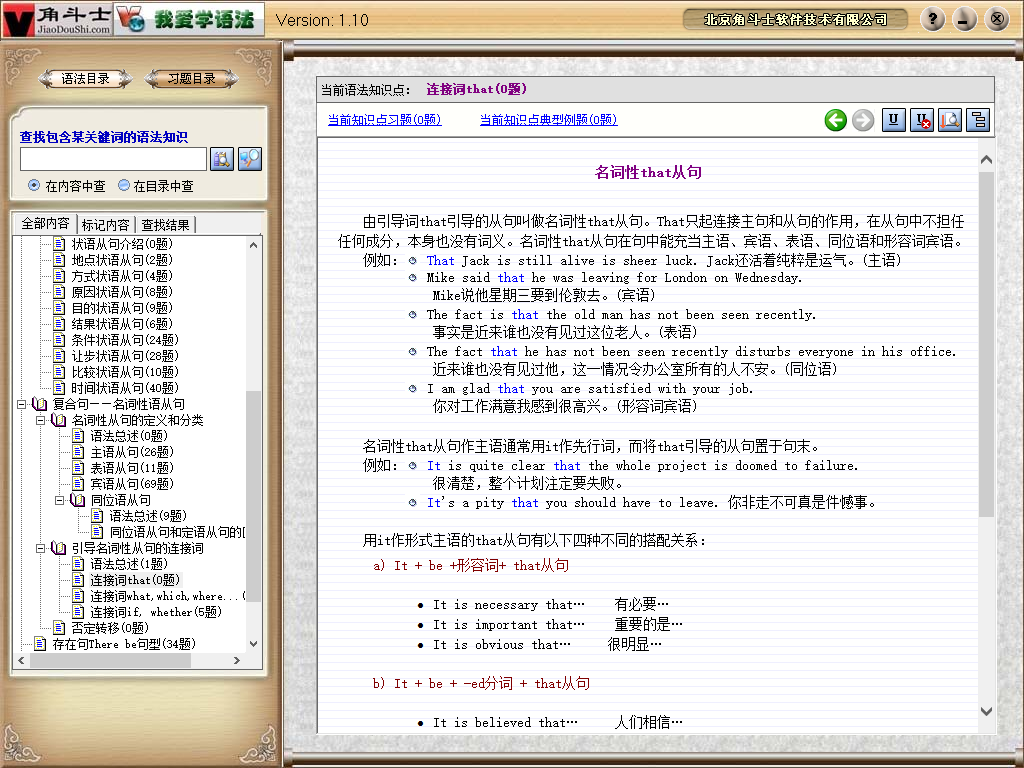 角斗士
JiaoDouShi.com
我爱学语法
Version: 1.10
北京角斗士软件技术有限公司
语法目录
习题目录
查找包含某关键词的语法知识
在内容中查
在目录中查
全部内容
标记内容
查找结果
状语从句介绍(0题)
地点状语从句(2题)
方式状语从句(4题)
原因状语从句(8题)
目的状语从句(9题)
结果状语从句(6题)
条件状语从句(24题)
让步状语从句(28题)
比较状语从句(10题)
时间状语从句(40题)
复合句——名词性语从句
名词性从句的定义和分类
语法总述(0题)
主语从句(26题)
表语从句(11题)
宾语从句(69题)
同位语从句
语法总述(9题)
同位语从句和定语从句的
引导名词性从句的连接词
语法总述(1题)
连接词that(0题)
连接词what,which,where...(
连接词if, whether(5题)
否定转移(0题)
存在句There be句型(34题)
当前语法知识点: 连接词that(0题)
当前知识点习题(0题)
当前知识点典型例题(0题)
名词性that从句
由引导词that引导的从句叫做名词性that从句。That只起连接主句和从句的作用，在从句中不担任
任何成分，本身也没有词义。名词性that从句在句中能充当主语、宾语、表语、同位语和形容词宾语。
例如: That Jack is still alive is sheer luck. Jack还活着纯粹是运气。(主语)
Mike said that he was leaving for London on Wednesday.
Mike说他星期三要到伦敦去。(宾语)
The fact is that the old man has not been seen recently.
事实是近来谁也没有见过这位老人。(表语)
The fact that he has not been seen recently disturbs everyone in his office.
近来谁也没有见过他，这一情况令办公室所有的人不安。(同位语)
I am glad that you are satisfied with your job.
你对工作满意我感到很高兴。(形容词宾语)
名词性that从句作主语通常用it作先行词，而将that引导的从句置于句末。
例如: It is quite clear that the whole project is doomed to failure.
很清楚，整个计划注定要失败。
It's a pity that you should have to leave. 你非走不可真是件憾事。
用it作形式主语的that从句有以下四种不同的搭配关系:
a) It + be +形容词+ that从句
• It is necessary that… 有必要…
• It is important that… 重要的是…
• It is obvious that… 很明显…
b) It + be + -ed分词 + that从句
• It is believed that… 人们相信…